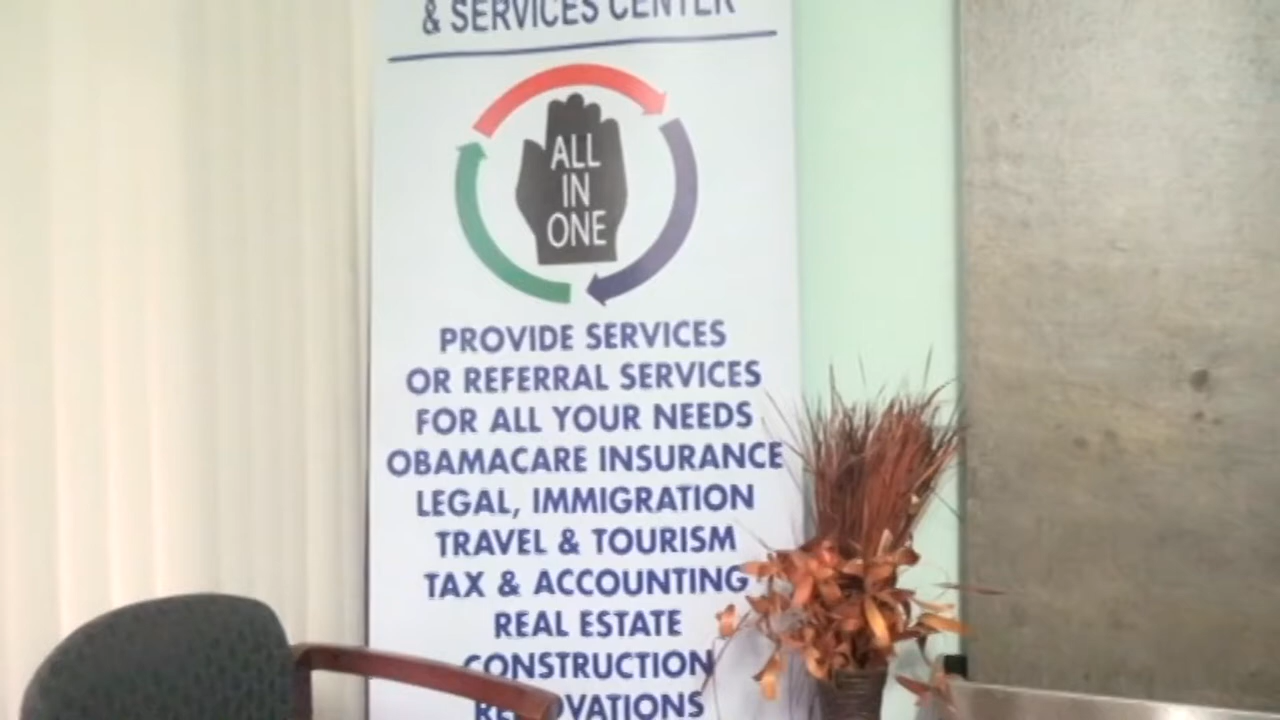 & SERVICES CENTER
ALL
IN
ONE
PROVIDE SERVICES
OR REFERRAL SERVICES
FOR ALL YOUR NEEDS
OBAMACARE INSURANCE
LEGAL, IMMIGRATION
TRAVEL & TOURISM
TAX & ACCOUNTING
REAL ESTATE
CONSTRUCTION
RENOVATIONS